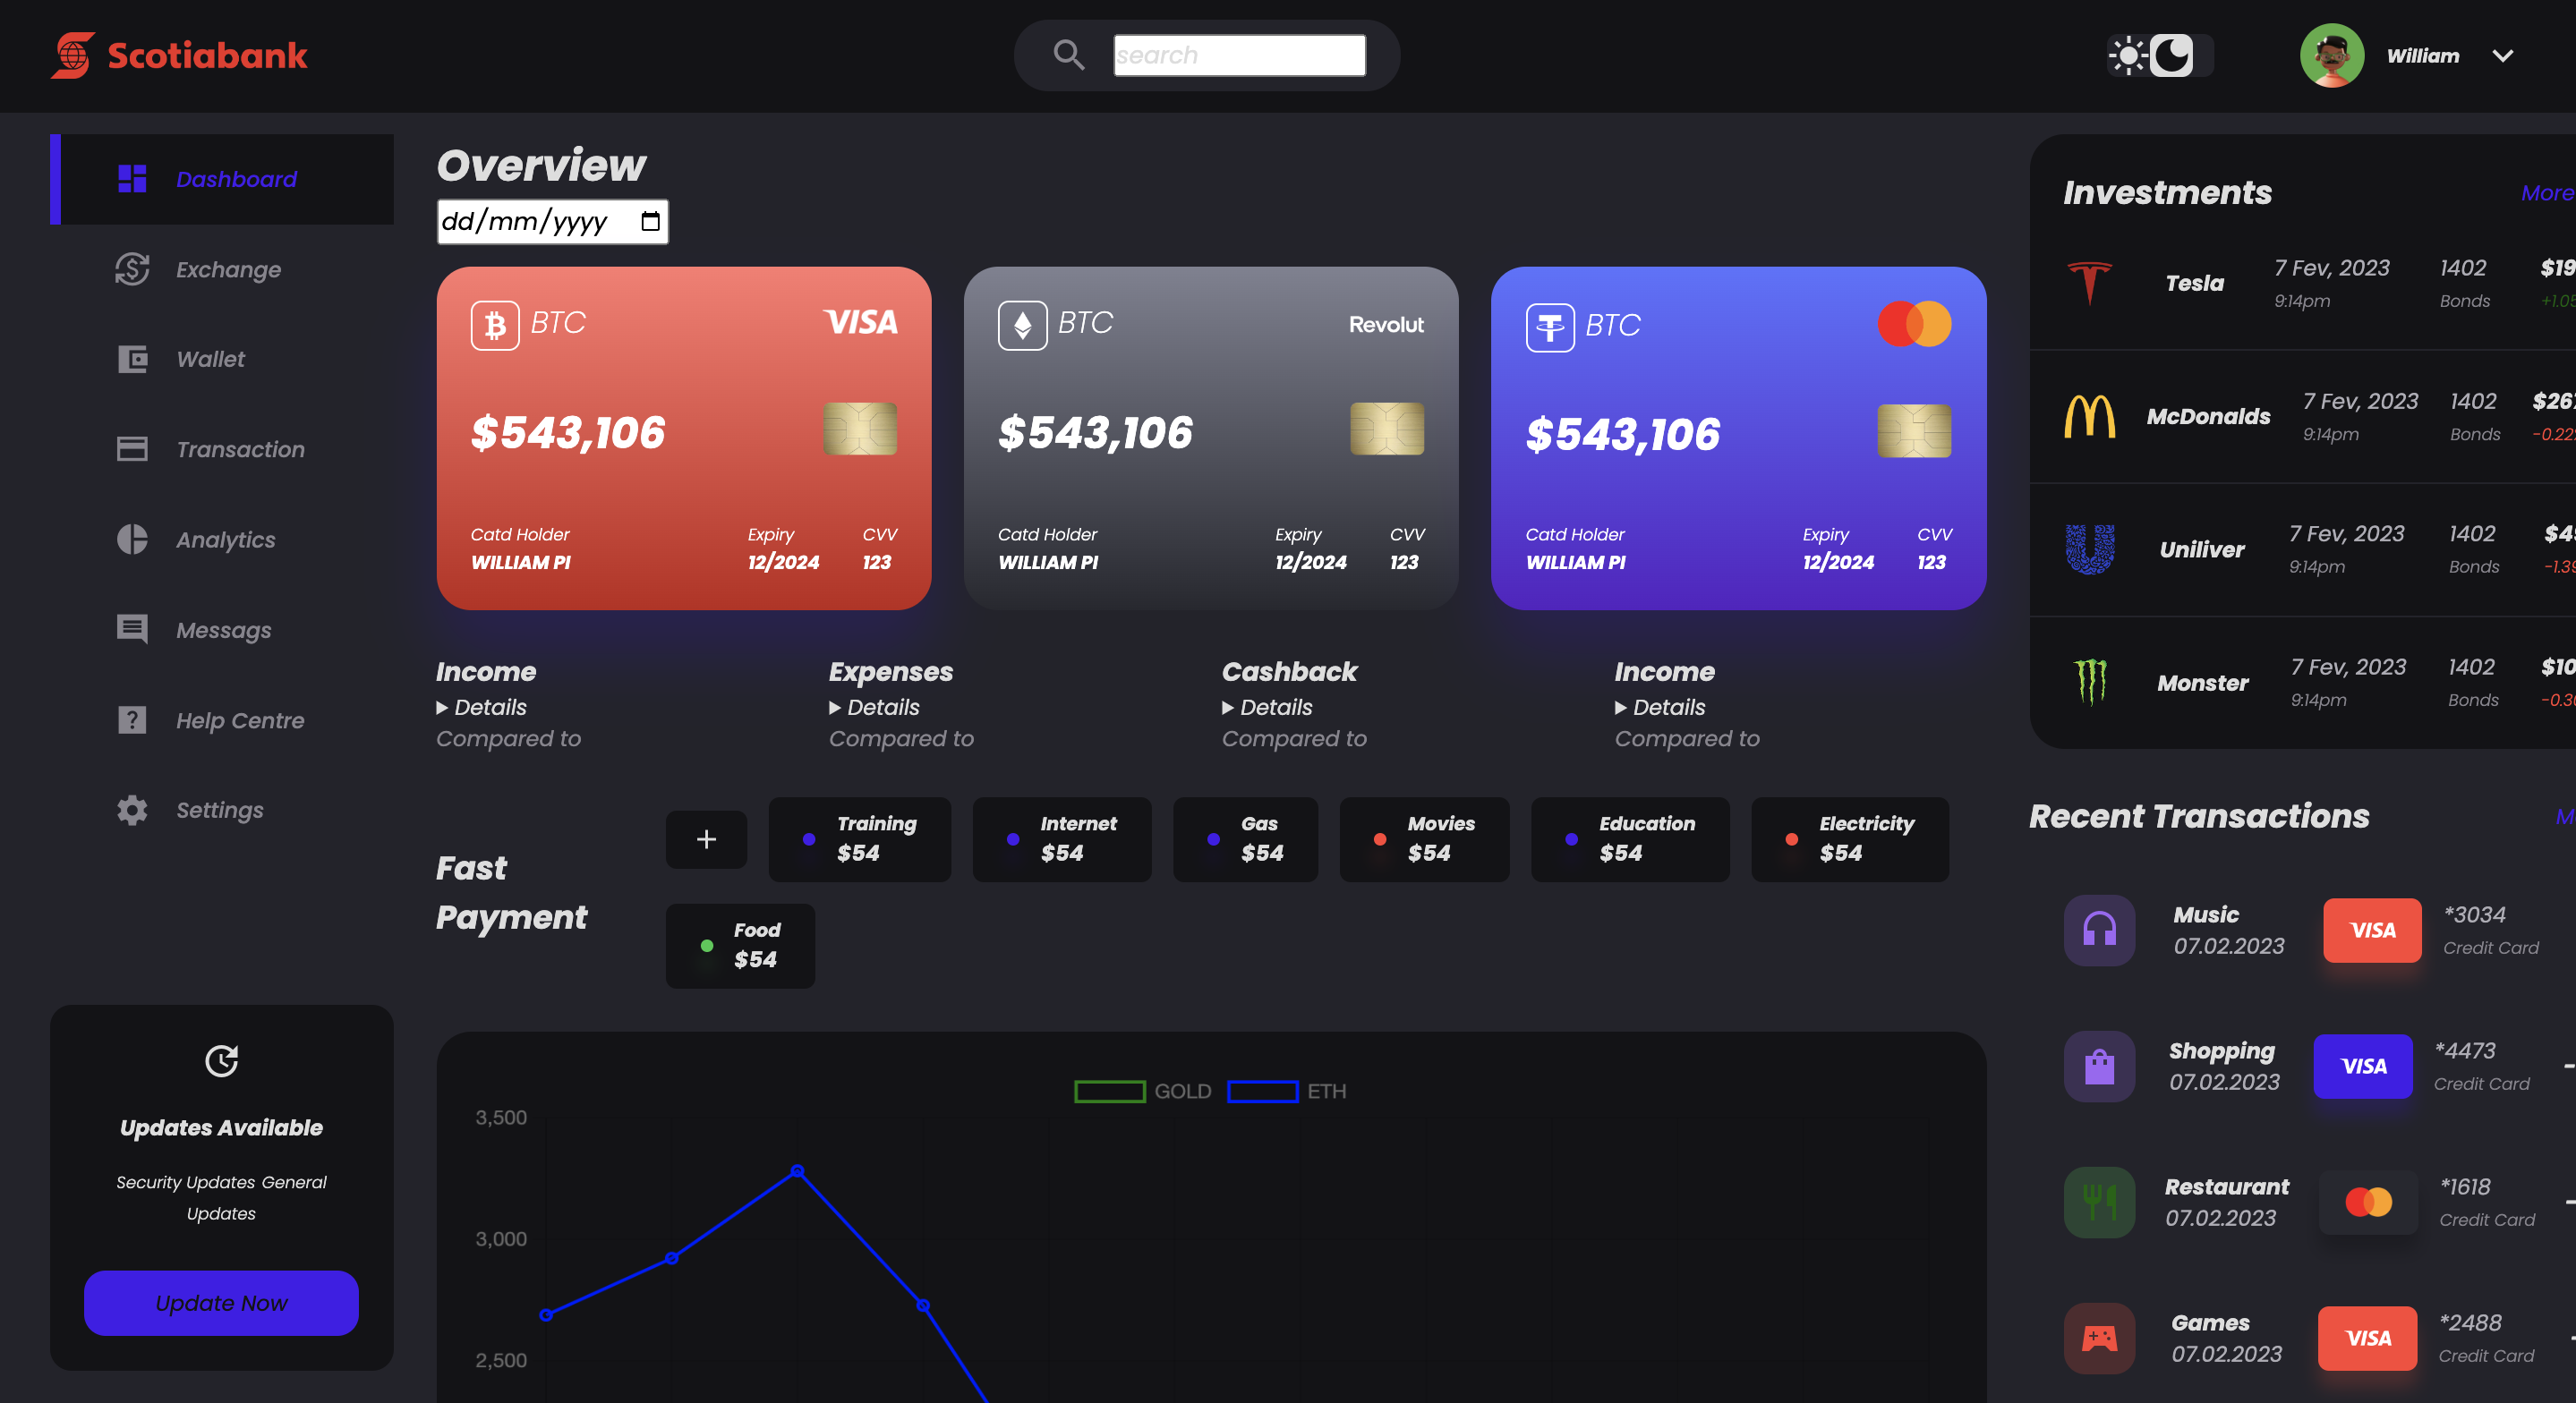 Scotiabank
search
William
Dashboard
Exchange
Wallet
Transaction
Analytics
Messags
Help Centre
Settings
Updates Available
Security Updates General
Updates
Update Now
Overview
dd/mm/yyyy
BTC
VISA
$543,106
Catd Holder
WILLIAM PI
Expiry
12/2024
CVV
123
BTC
Revolut
$543,106
Catd Holder
WILLIAM PI
Expiry
12/2024
CVV
123
BTC
$543,106
Catd Holder
WILLIAM PI
Expiry
12/2024
CVV
123
Income
Details
Compared to
Expenses
Details
Compared to
Cashback
Details
Compared to
Income
Details
Compared to
Fast
Payment
+
Training
$54
Internet
$54
Gas
$54
Movies
$54
Education
$54
Electricity
$54
Food
$54
GOLD
ETH
3,500
3,000
2,500
Investments
More
Tesla
7 Fev, 2023
9:14pm
1402
Bonds
$19
+1.05
McDonalds
7 Fev, 2023
9:14pm
1402
Bonds
$267
-0.22
Uniliver
7 Fev, 2023
9:14pm
1402
Bonds
-1.39
Monster
7 Fev, 2023
9:14pm
1402
Bonds
$10
-0.30
Recent Transactions
Music
07.02.2023
VISA
*3034
Credit Card
Shopping
07.02.2023
VISA
*4473
Credit Card
Restaurant
07.02.2023
*1618
Credit Card
Games
07.02.2023
VISA
*2488
Credit Card